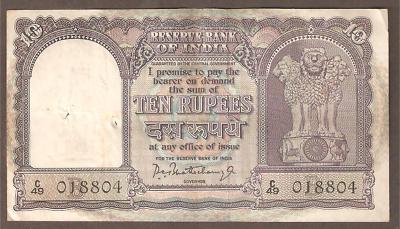 10 RESERVE BANK OF INDIA 10
GUARANTEED BY THE CENTRAL GOVERNMENT
I promise to pay the
bearer on demand
the sum of
TEN RUPEES
दस रुपये
at any office of issue
FOR THE RESERVE BANK OF INDIA
GOVERNOR
C/49 018804
C/49 018804